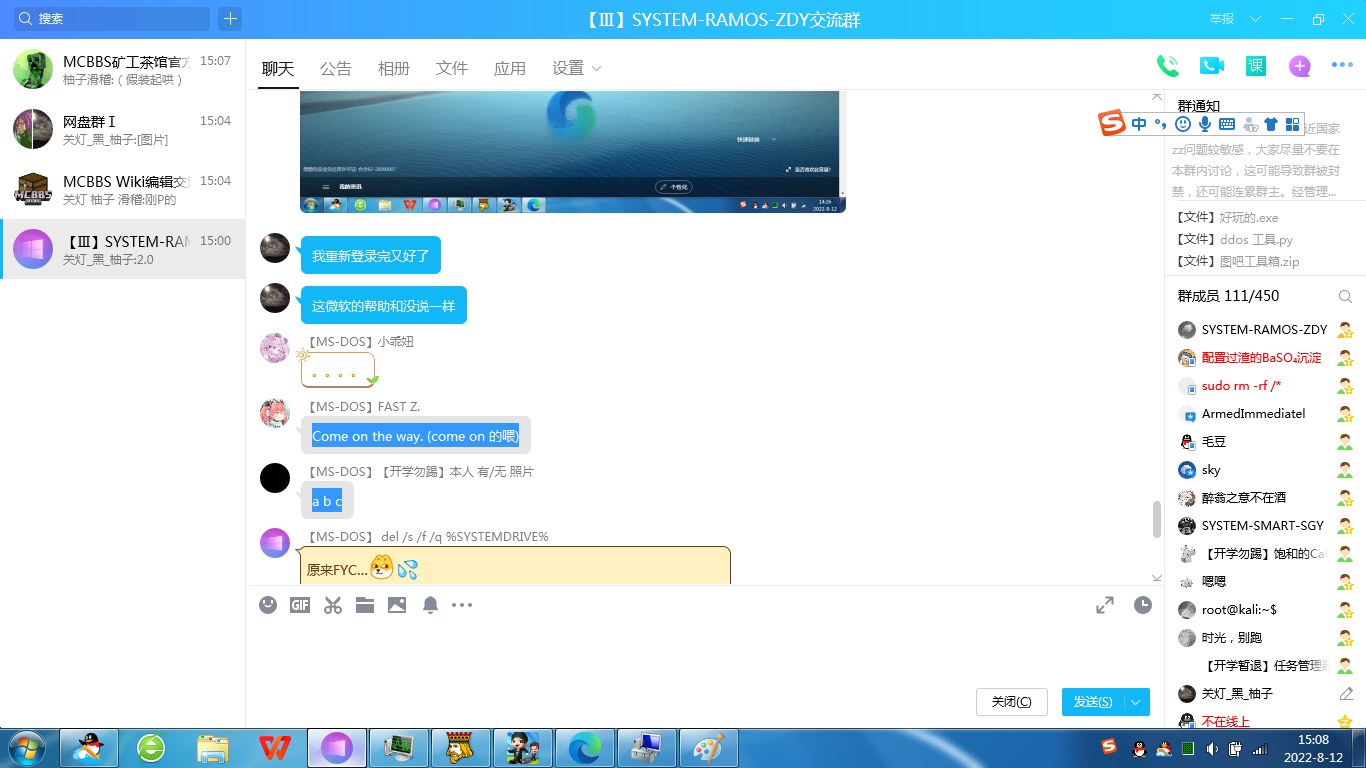 搜索
【Ⅲ】SYSTEM-RAMOS-ZDY交流群
举报
MCBBS矿工茶馆官方
15:07
柚子滑稽:（假装起哄）
网盘群 I
15:04
关灯_黑_柚子:[图片]
MCBBS Wiki编辑交
15:04
关灯 柚子 滑稽:刚P的
【Ⅲ】SYSTEM-RAM
15:00
关灯_黑_柚子:2.0
聊天
公告
相册
文件
应用
设置
课
快速链接
是否喜欢此背景?
我的资讯
个性化
14:26
2022-8-12
我重新登录完又好了
这微软的帮助和没说一样
【MS-DOS】小乖妞
。。。。
【MS-DOS】FAST Z.
Come on the way. (come on 的喂)
【MS-DOS】【开学勿踢】本人 有/无 照片
a b c
【MS-DOS】 del /s /f /q %SYSTEMDRIVE%
原来FYC...
GIF
关闭(C)
发送(S)
群通知
中
近国家
zz问题较敏感，大家尽量不要在
本群内讨论，这可能导致群被封
禁，还可能连累群主。经管理...
【文件】好玩的.exe
【文件】ddos 工具.py
【文件】图吧工具箱.zip
群成员 111/450
SYSTEM-RAMOS-ZDY
配置过渣的BaSO₄沉淀
sudo rm -rf /*
ArmedImmediatel
毛豆
sky
醉翁之意不在酒
SYSTEM-SMART-SGY
【开学勿踢】饱和的Ca
嗯嗯
root@kali:~$
时光，别跑
【开学暂退】任务管理
关灯_黑_柚子
不在线上
15:08
2022-8-12